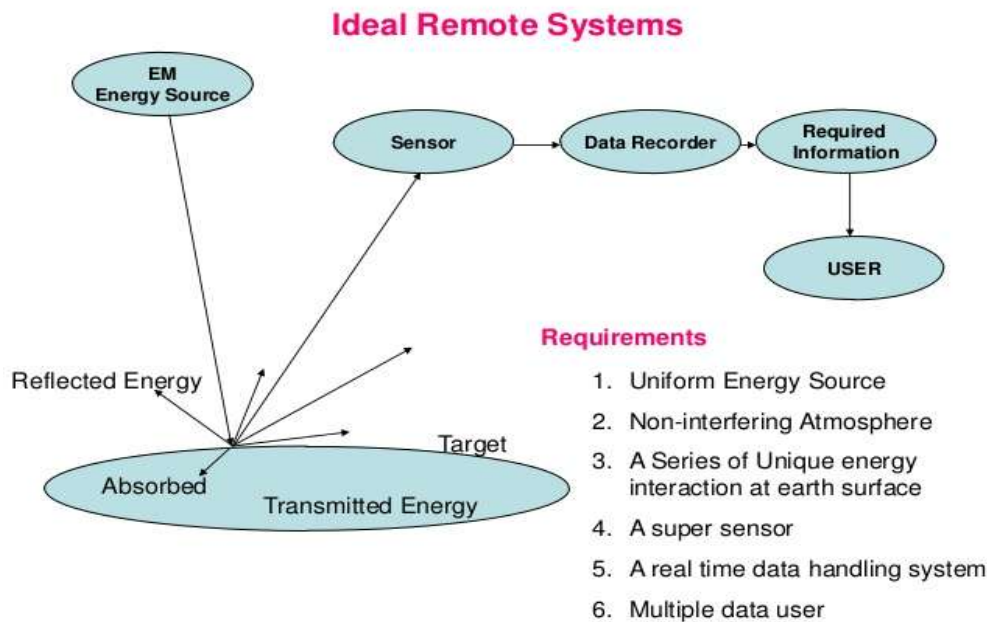 Ideal Remote Systems
EM
Energy Source
Sensor
Data Recorder
Required
Information
USER
Reflected Energy
Target
Absorbed
Transmitted Energy
Requirements
1. Uniform Energy Source
2. Non-interfering Atmosphere
3. A Series of Unique energy
interaction at earth surface
4. A super sensor
5. A real time data handling system
6. Multiple data user